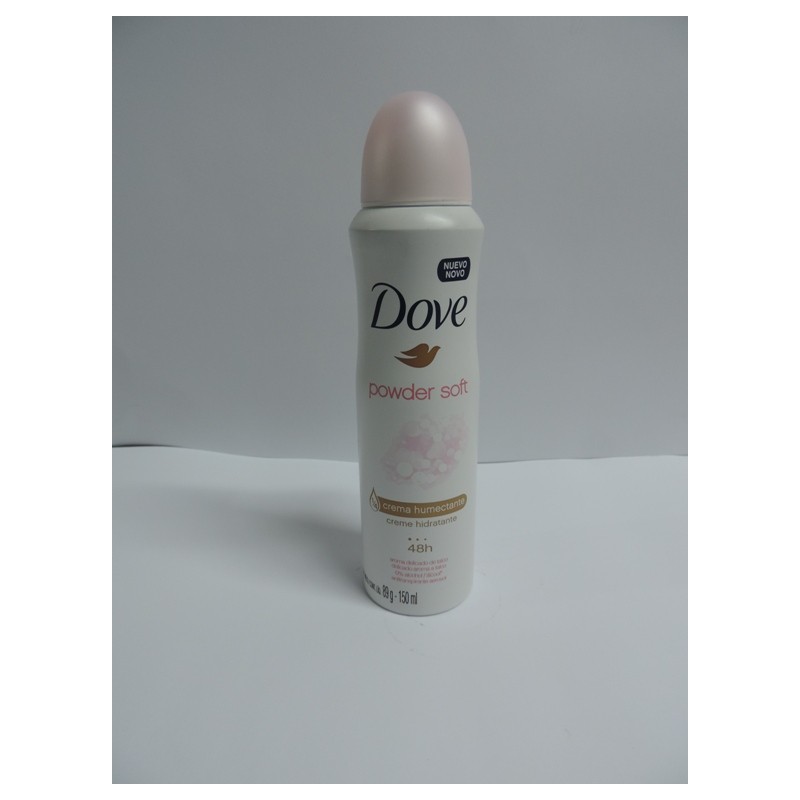 NUEVO
NOVO
Dove
powder soft
crema humectante
creme hidratante
48h
89 g - 150 ml